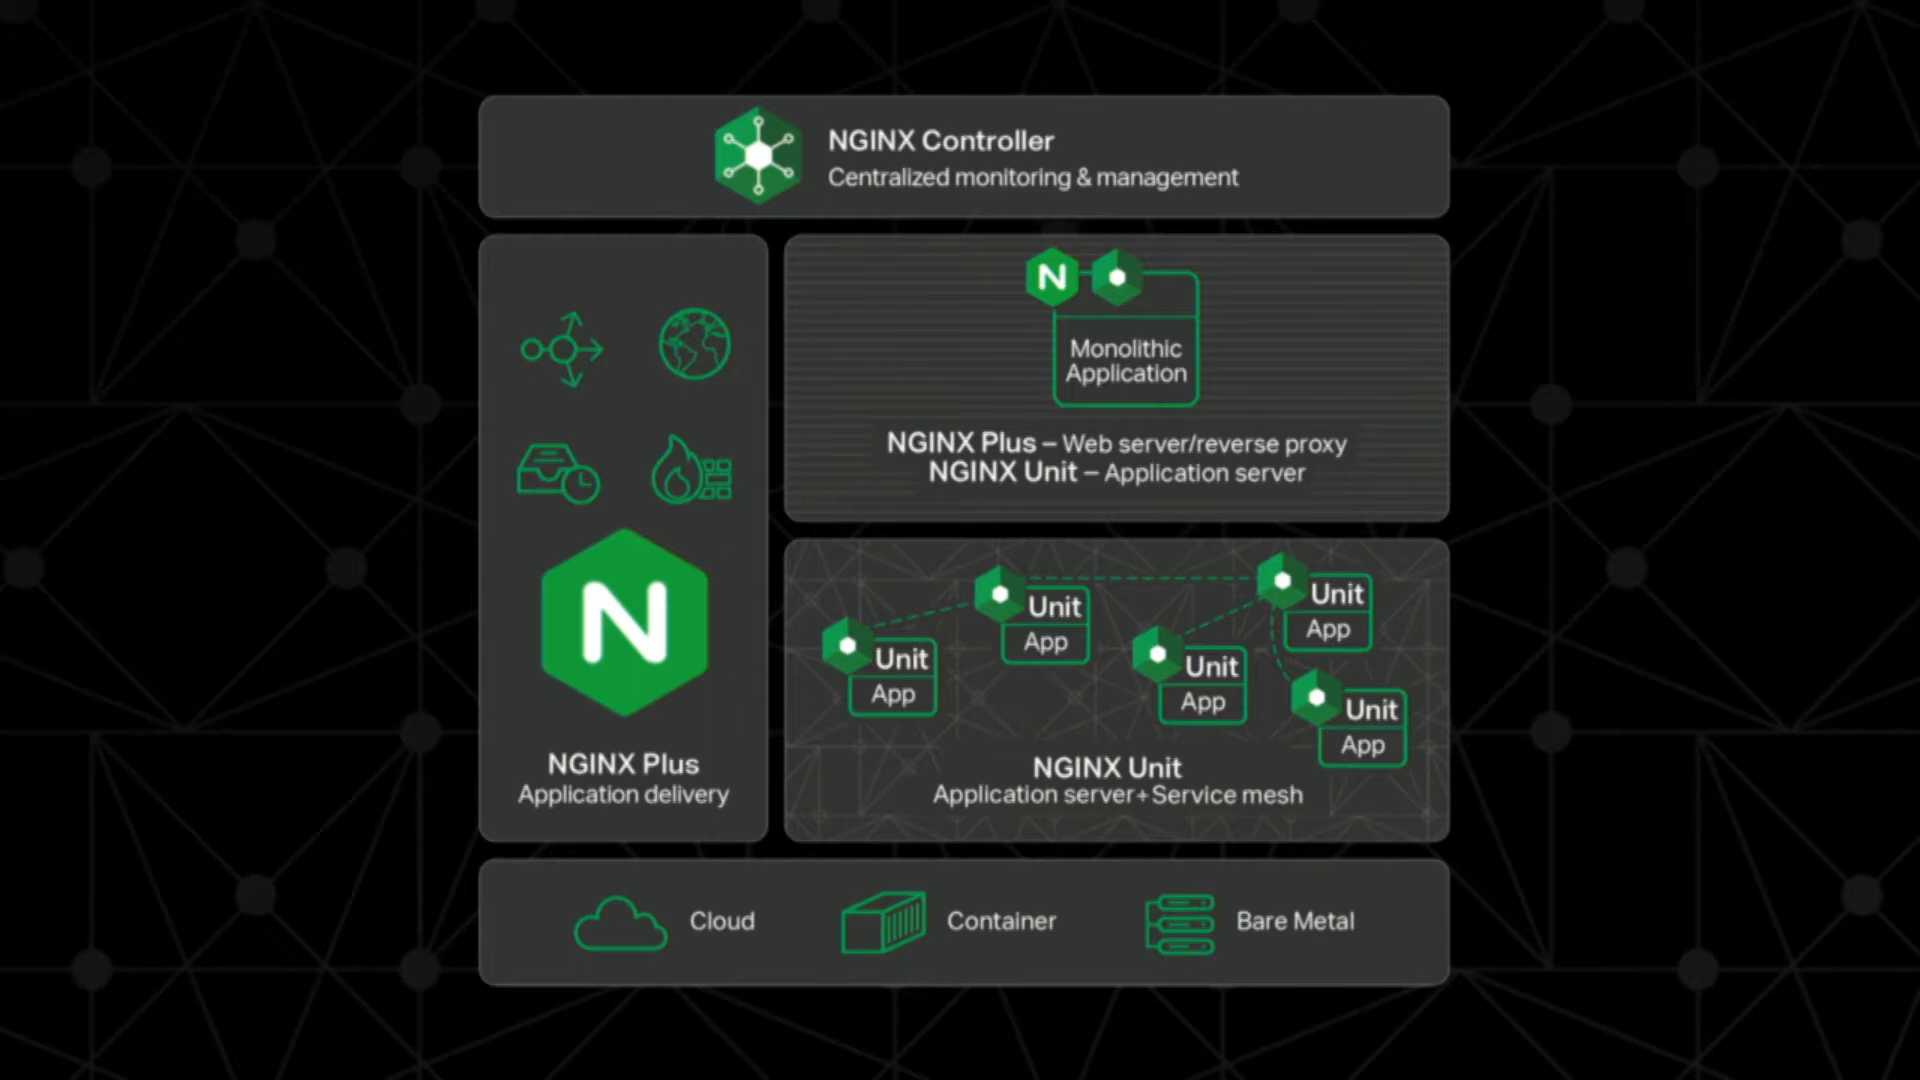 NGINX Controller
Centralized monitoring & management
N
Monolithic
Application
NGINX Plus – Web server/reverse proxy
NGINX Unit – Application server
N
NGINX Plus
Application delivery
Unit
App
Unit
App
Unit
App
Unit
App
Unit
App
NGINX Unit
Application server+Service mesh
Cloud
Container
Bare Metal